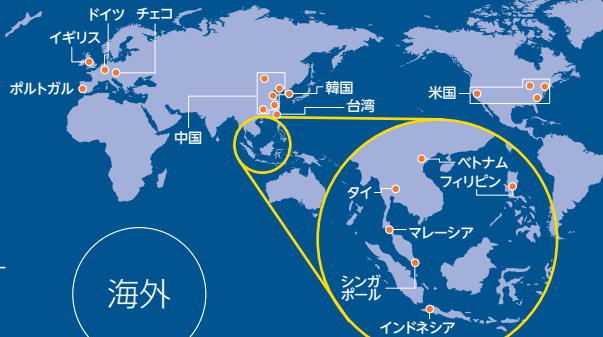 ドイツ チェコ
イギリス
ポルトガル
韓国
台湾
中国
米国
ベトナム
フィリピン
タイ
マレーシア
シンガ
ポール
インドネシア
海外